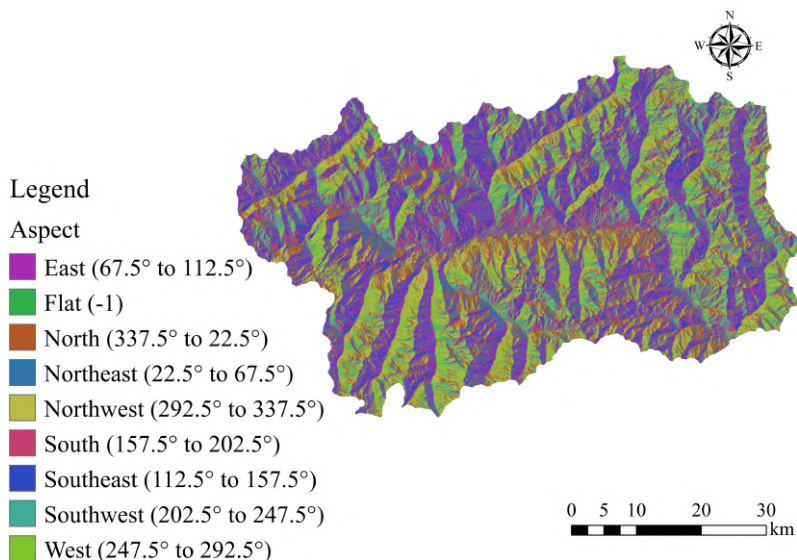 N
W E
S
Legend
Aspect
East (67.5° to 112.5°)
Flat (-1)
North (337.5° to 22.5°)
Northeast (22.5° to 67.5°)
Northwest (292.5° to 337.5°)
South (157.5° to 202.5°)
Southeast (112.5° to 157.5°)
Southwest (202.5° to 247.5°)
West (247.5° to 292.5°)
0 5 10 20 30
km